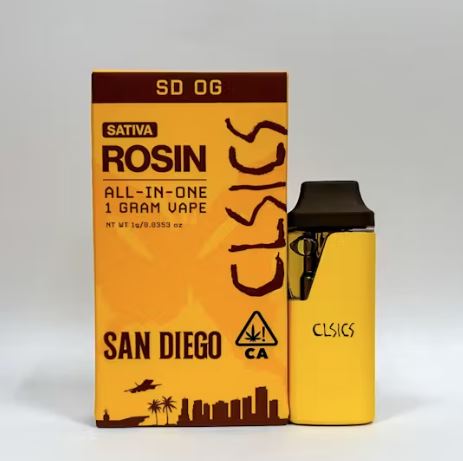 SD OG
SATIVA
ROSIN
ALL-IN-ONE
1 GRAM VAPE
NT WT 1g/0.0353 oz
CLSICS
SAN DIEGO
CA
CLSICS